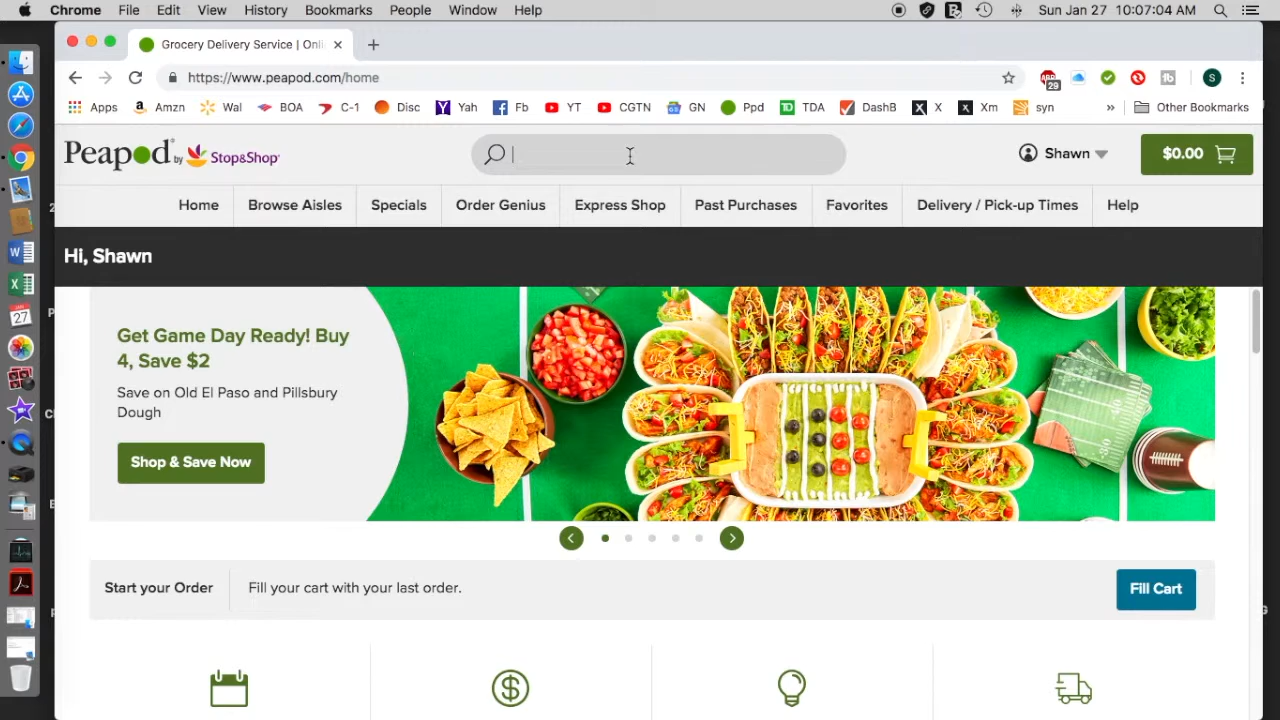 Chrome File Edit View History Bookmarks People Window Help Sun Jan 27 10:07:04 AM
Grocery Delivery Service | Onli
https://www.peapod.com/home 29 S
Apps Amzn Wal BOA C-1 Disc Yah Fb YT CGTN GN Ppd TDA DashB X Xm syn » Other Bookmarks
Peapod by Stop&Shop Shawn $0.00
Home Browse Aisles Specials Order Genius Express Shop Past Purchases Favorites Delivery / Pick-up Times Help
Hi, Shawn
Get Game Day Ready! Buy
4, Save $2
Save on Old El Paso and Pillsbury
Dough
Shop & Save Now
Start your Order Fill your cart with your last order. Fill Cart